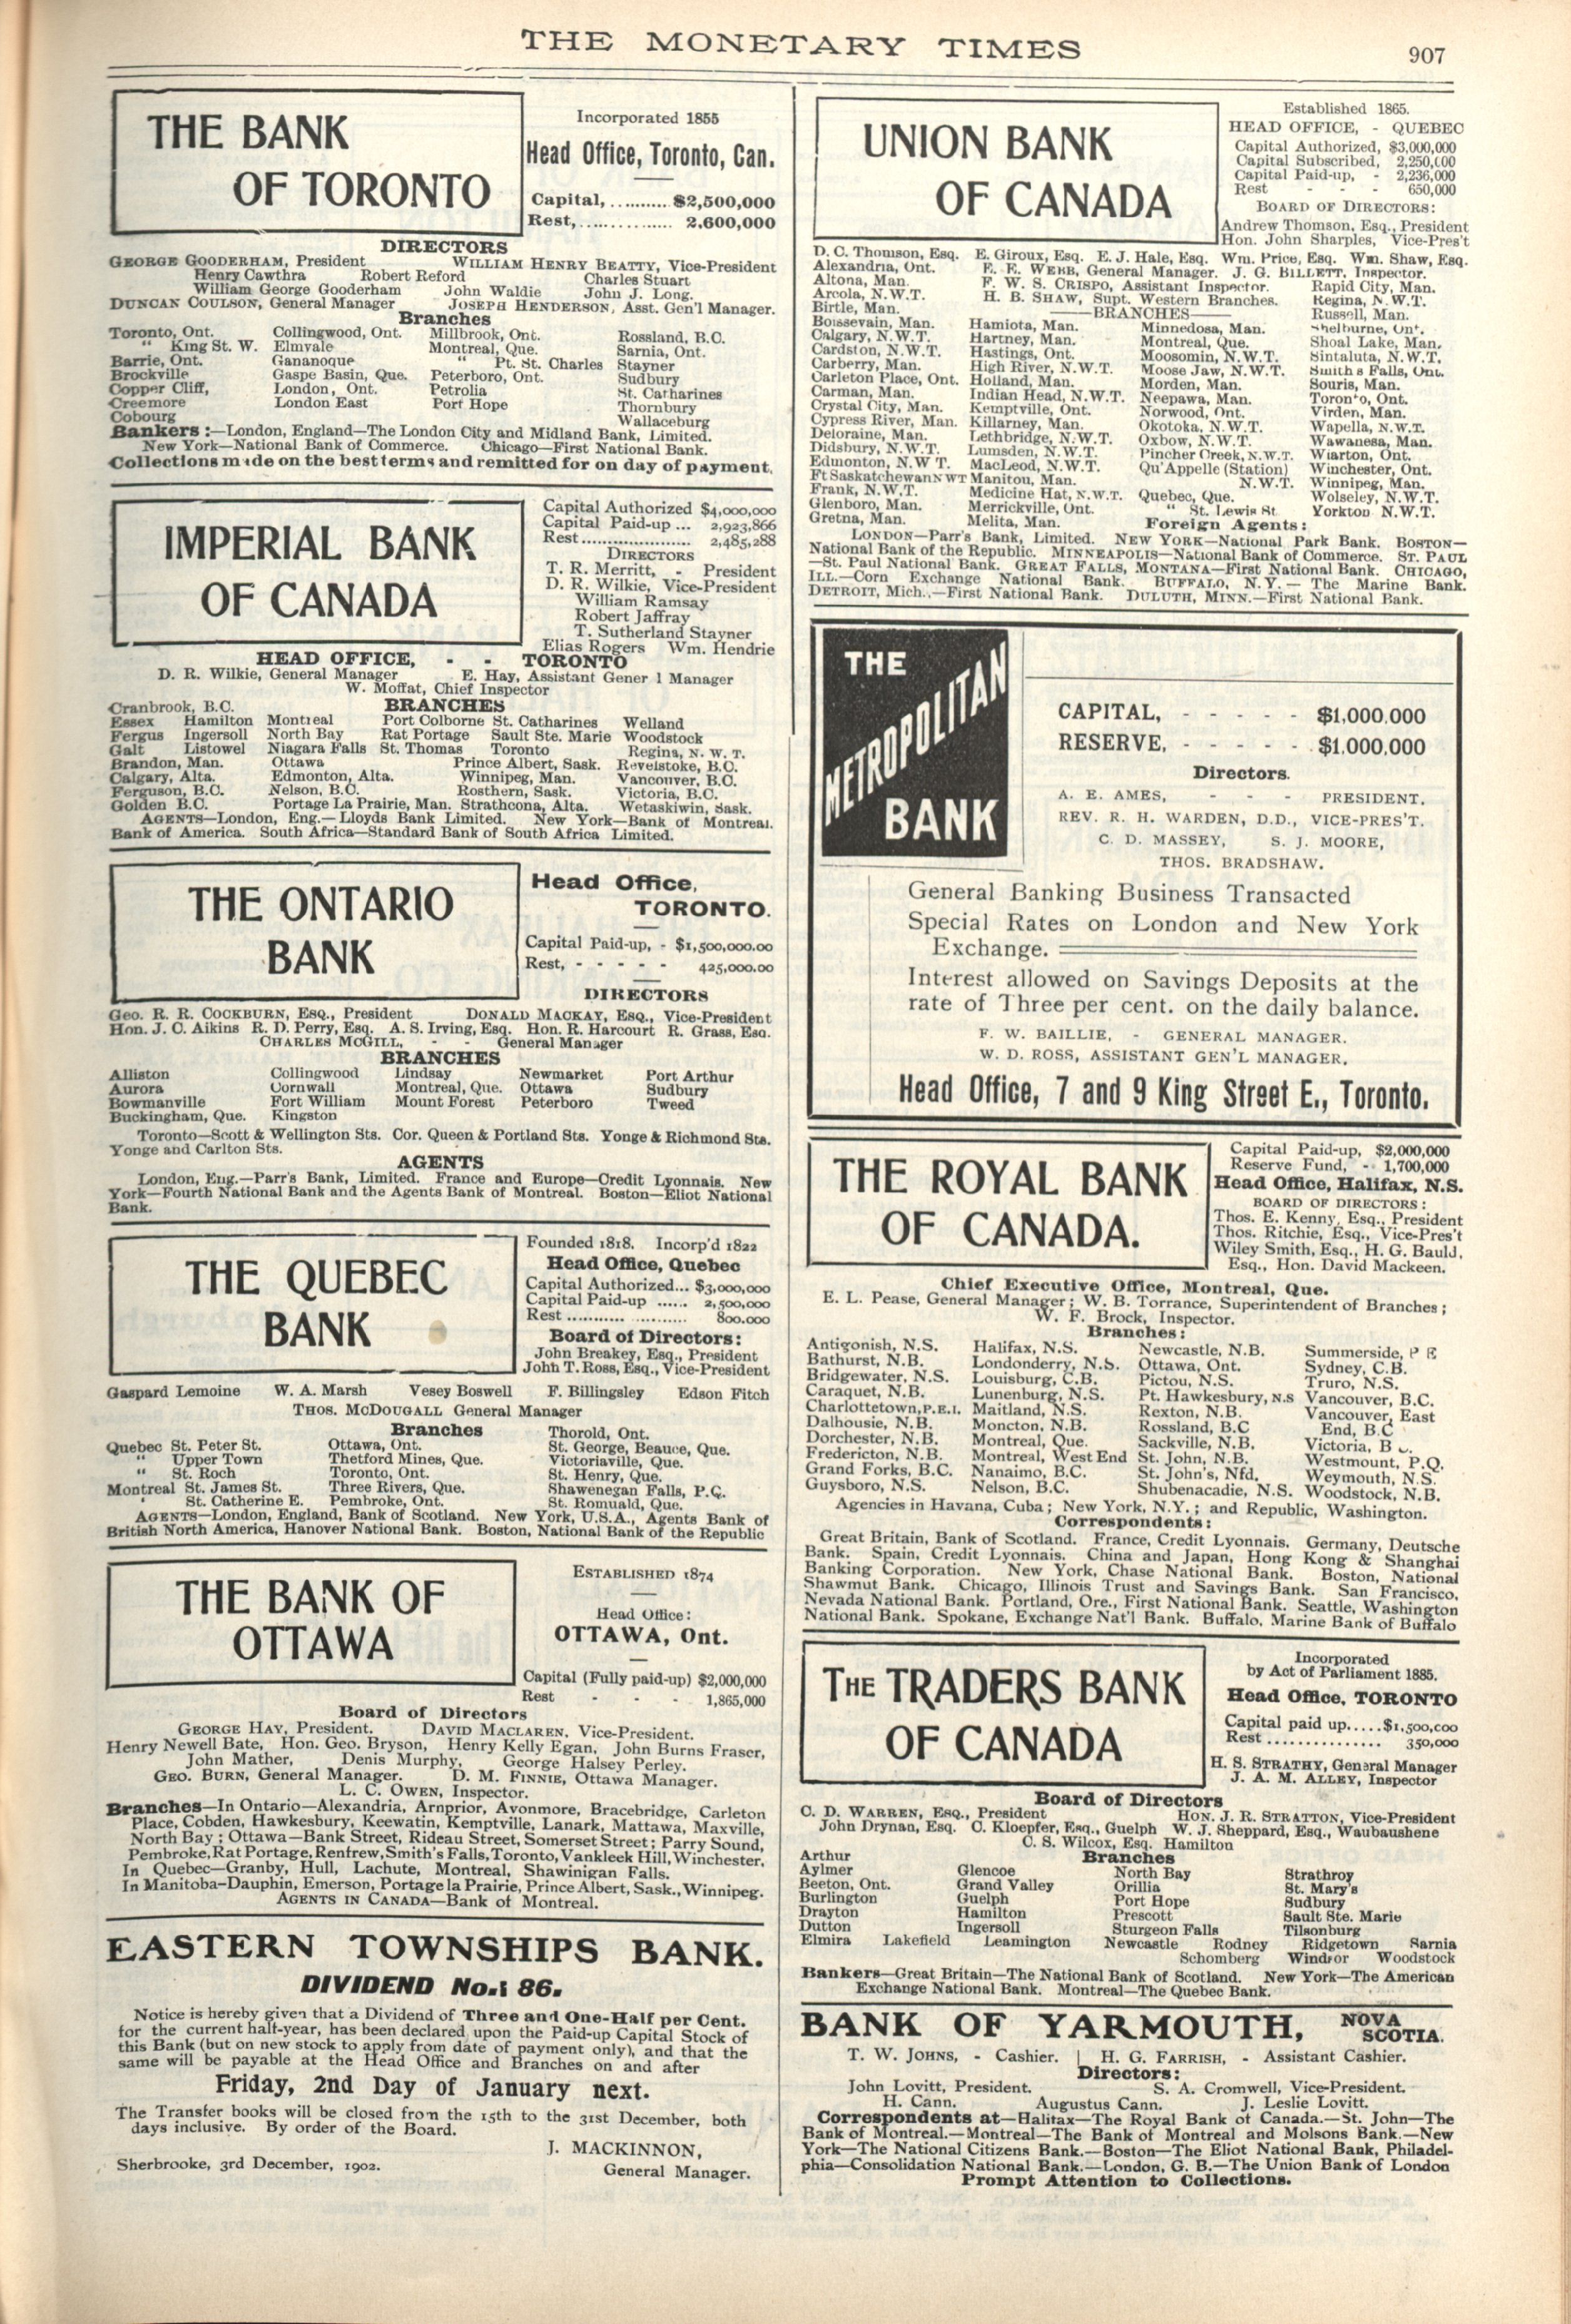 THE MONETARY TIMES
907
THE BANK
OF TORONTO
Incorporated 1855
Head Office, Toronto, Can.
Capital, .......... $2,500,000
Rest, ............... 2,600,000
DIRECTORS
GEORGE GOODERHAM, President WILLIAM HENRY BEATTY, Vice-President
Henry Cawthra Robert Reford Charles Stuart
William George Gooderham John Waldie John J. Long.
DUNCAN COULSON, General Manager JOSEPH HENDERSON, Asst. Gen'l Manager.
Branches
Toronto, Ont. Collingwood, Ont. Millbrook, Ont. Rossland, B.C.
" King St. W. Elmvale Montreal, Que. Sarnia, Ont.
Barrie, Ont. Gananoque " Pt. St. Charles Stayner
Brockville Gaspe Basin, Que. Peterboro, Ont. Sudbury
Copper Cliff, London, Ont. Petrolia St. Catharines
Creemore London East Port Hope Thornbury
Cobourg Wallaceburg
Bankers :—London, England—The London City and Midland Bank, Limited.
New York—National Bank of Commerce. Chicago—First National Bank.
Collections made on the best terms and remitted for on day of payment.
IMPERIAL BANK
OF CANADA
Capital Authorized $4,000,000
Capital Paid-up ... 2,923,866
Rest .................... 2,485,288
DIRECTORS
T. R. Merritt, - President
D. R. Wilkie, Vice-President
William Ramsay
Robert Jaffray
T. Sutherland Stayner
Elias Rogers Wm. Hendrie
HEAD OFFICE, - - TORONTO
D. R. Wilkie, General Manager E. Hay, Assistant Gener l Manager
W. Moffat, Chief Inspector
BRANCHES
Cranbrook, B.C.
Essex Hamilton Montreal Port Colborne St. Catharines Welland
Fergus Ingersoll North Bay Rat Portage Sault Ste. Marie Woodstock
Galt Listowel Niagara Falls St. Thomas Toronto Regina, N. W. T.
Brandon, Man. Ottawa Prince Albert, Sask. Revelstoke, B.C.
Calgary, Alta. Edmonton, Alta. Winnipeg, Man. Vancouver, B.C.
Ferguson, B.C. Nelson, B.C. Rosthern, Sask. Victoria, B.C.
Golden B.C. Portage La Prairie, Man. Strathcona, Alta. Wetaskiwin, Sask.
AGENTS—London, Eng.—Lloyds Bank Limited. New York—Bank of Montreal.
Bank of America. South Africa—Standard Bank of South Africa Limited.
THE ONTARIO
BANK
Head Office,
TORONTO.
Capital Paid-up, - $1,500,000.00
Rest, - - - - - 425,000.00
DIRECTORS
Geo. R. R. COCKBURN, Esq., President DONALD MACKAY, ESQ., Vice-President
Hon. J. C. Aikins R. D. Perry, Esq. A. S. Irving, Esq. Hon. R. Harcourt R. Grass, Esq.
CHARLES MCGILL, - - General Manager
BRANCHES
Alliston Collingwood Lindsay Newmarket Port Arthur
Aurora Cornwall Montreal, Que. Ottawa Sudbury
Bowmanville Fort William Mount Forest Peterboro Tweed
Buckingham, Que. Kingston
Toronto—Scott & Wellington Sts. Cor. Queen & Portland Sts. Yonge & Richmond Sts.
Yonge and Carlton Sts.
AGENTS
London, Eng.—Parr's Bank, Limited. France and Europe—Credit Lyonnais. New
York—Fourth National Bank and the Agents Bank of Montreal. Boston—Eliot National
Bank.
THE QUEBEC
BANK
Founded 1818. Incorp'd 1822
Head Office, Quebec
Capital Authorized... $3,000,000
Capital Paid-up ...... 2,500,000
Rest ........... .......... 800,000
Board of Directors:
John Breakey, Esq., President
John T. Ross, Esq., Vice-President
Gaspard Lemoine W. A. Marsh Vesey Boswell F. Billingsley Edson Fitch
THOS. MCDOUGALL General Manager
Branches Thorold, Ont.
Quebec St. Peter St. Ottawa, Ont. St. George, Beauce, Que.
" Upper Town Thetford Mines, Que. Victoriaville, Que.
" St. Roch Toronto, Ont. St. Henry, Que.
Montreal St. James St. Three Rivers, Que. Shawenegan Falls, P.Q.
' St. Catherine E. Pembroke, Ont. St. Romuald, Que.
AGENTS—London, England, Bank of Scotland. New York, U.S.A., Agents Bank of
British North America, Hanover National Bank. Boston, National Bank of the Republic
THE BANK OF
OTTAWA
ESTABLISHED 1874
Head Office:
OTTAWA, Ont.
Capital (Fully paid-up) $2,000,000
Rest - - - 1,865,000
Board of Directors
GEORGE HAY, President. DAVID MACLAREN, Vice-President.
Henry Newell Bate, Hon. Geo. Bryson, Henry Kelly Egan, John Burns Fraser,
John Mather, Denis Murphy, George Halsey Perley.
GEO. BURN, General Manager. D. M. FINNIE, Ottawa Manager.
L. C. OWEN, Inspector.
Branches—In Ontario—Alexandria, Arnprior, Avonmore, Bracebridge, Carleton
Place, Cobden, Hawkesbury, Keewatin, Kemptville, Lanark, Mattawa, Maxville,
North Bay ; Ottawa—Bank Street, Rideau Street, Somerset Street; Parry Sound,
Pembroke, Rat Portage, Renfrew, Smith's Falls, Toronto, Vankleek Hill, Winchester.
In Quebec—Granby, Hull, Lachute, Montreal, Shawinigan Falls.
In Manitoba—Dauphin, Emerson, Portage la Prairie, Prince Albert, Sask., Winnipeg.
AGENTS IN CANADA—Bank of Montreal.
EASTERN TOWNSHIPS BANK.
DIVIDEND No. 86.
Notice is hereby given that a Dividend of Three and One-Half per Cent.
for the current half-year, has been declared upon the Paid-up Capital Stock of
this Bank (but on new stock to apply from date of payment only), and that the
same will be payable at the Head Office and Branches on and after
Friday, 2nd Day of January next.
The Transfer books will be closed from the 15th to the 31st December, both
days inclusive. By order of the Board.
J. MACKINNON,
Sherbrooke, 3rd December, 1902.
General Manager.
UNION BANK
OF CANADA
Established 1865.
HEAD OFFICE, - QUEBEC
Capital Authorized, $3,000,000
Capital Subscribed, 2,250,000
Capital Paid-up, - 2,236,000
Rest - - - 650,000
BOARD OF DIRECTORS:
Andrew Thomson, Esq., President
Hon. John Sharples, Vice-Pres't
D. C. Thomson, Esq. E. Giroux, Esq. E. J. Hale, Esq. Wm. Price, Esq. Wm. Shaw, Esq.
Alexandria, Ont. E. E. WEBB, General Manager. J. G. BILLETT, Inspector.
Altona, Man. F. W. S. CRISPO, Assistant Inspector. Rapid City, Man.
Arcola, N.W.T. H. B. SHAW, Supt. Western Branches. Regina, N.W.T.
Birtle, Man. ——BRANCHES—— Russell, Man.
Boissevain, Man. Hamiota, Man. Minnedosa, Man. Shelburne, Ont.
Calgary, N.W.T. Hartney, Man. Montreal, Que. Shoal Lake, Man.
Cardston, N.W.T. Hastings, Ont. Moosomin, N.W.T. Sintaluta, N.W.T.
Carberry, Man. High River, N.W.T. Moose Jaw, N.W.T. Smith s Falls, Ont.
Carleton Place, Ont. Holland, Man. Morden, Man. Souris, Man.
Carman, Man. Indian Head, N.W.T. Neepawa, Man. Toronto, Ont.
Crystal City, Man. Kemptville, Ont. Norwood, Ont. Virden, Man.
Cypress River, Man. Killarney, Man. Okotoka, N.W.T. Wapella, N.W.T.
Deloraine, Man. Lethbridge, N.W.T. Oxbow, N.W.T. Wawanesa, Man.
Didsbury, N.W.T. Lumsden, N.W.T. Pincher Creek, N.W.T. Wiarton, Ont.
Edmonton, N.W T. MacLeod, N.W.T. Qu'Appelle (Station) Winchester, Ont.
Ft Saskatchewan N W T Manitou, Man. N.W.T. Winnipeg, Man.
Frank, N.W.T. Medicine Hat, N.W.T. Quebec, Que. Wolseley, N.W.T.
Glenboro, Man. Merrickville, Ont. " St. Lewis St Yorkton N.W.T.
Gretna, Man. Melita, Man. Foreign Agents:
LONDON—Parr's Bank, Limited. NEW YORK—National Park Bank. BOSTON—
National Bank of the Republic. MINNEAPOLIS—National Bank of Commerce. ST. PAUL
—St. Paul National Bank. GREAT FALLS, MONTANA—First National Bank. CHICAGO,
ILL.—Corn Exchange National Bank. BUFFALO, N. Y. — The Marine Bank.
DETROIT, Mich.,—First National Bank. DULUTH, MINN.—First National Bank.
THE
METROPOLITAN
BANK
CAPITAL, - - - - - $1,000,000
RESERVE, - - - - - $1,000,000
Directors.
A. E. AMES, - - - PRESIDENT.
REV. R. H. WARDEN, D.D., VICE-PRES'T.
C. D. MASSEY, S. J. MOORE,
THOS. BRADSHAW.
General Banking Business Transacted
Special Rates on London and New York
Exchange.
Interest allowed on Savings Deposits at the
rate of Three per cent. on the daily balance.
F. W. BAILLIE, - GENERAL MANAGER.
W. D. ROSS, ASSISTANT GEN'L MANAGER.
Head Office, 7 and 9 King Street E., Toronto.
THE ROYAL BANK
OF CANADA.
Capital Paid-up, $2,000,000
Reserve Fund, - 1,700,000
Head Office, Halifax, N.S.
BOARD OF DIRECTORS :
Thos. E. Kenny, Esq., President
Thos. Ritchie, Esq., Vice-Pres't
Wiley Smith, Esq., H. G. Bauld,
Esq., Hon. David Mackeen.
Chief Executive Office, Montreal, Que.
E. L. Pease, General Manager; W. B. Torrance, Superintendent of Branches;
W. F. Brock, Inspector.
Branches:
Antigonish, N.S. Halifax, N.S. Newcastle, N.B. Summerside, P E
Bathurst, N.B. Londonderry, N.S. Ottawa, Ont. Sydney, C.B.
Bridgewater, N.S. Louisburg, C.B. Pictou, N.S. Truro, N.S.
Caraquet, N.B. Lunenburg, N.S. Pt. Hawkesbury, N.S Vancouver, B.C.
Charlottetown, P.E.I. Maitland, N.S. Rexton, N.B. Vancouver, East
Dalhousie, N.B. Moncton, N.B. Rossland, B.C End, B.C
Dorchester, N.B. Montreal, Que. Sackville, N.B. Victoria, B C.
Fredericton, N.B. Montreal, West End St. John, N.B. Westmount, P.Q.
Grand Forks, B.C. Nanaimo, B.C. St. John's, Nfd. Weymouth, N.S.
Guysboro, N.S. Nelson, B.C. Shubenacadie, N.S. Woodstock, N.B.
Agencies in Havana, Cuba; New York, N.Y.; and Republic, Washington.
Correspondents:
Great Britain, Bank of Scotland. France, Credit Lyonnais. Germany, Deutsche
Bank. Spain, Credit Lyonnais. China and Japan, Hong Kong & Shanghai
Banking Corporation. New York, Chase National Bank. Boston, National
Shawmut Bank. Chicago, Illinois Trust and Savings Bank. San Francisco,
Nevada National Bank. Portland, Ore., First National Bank. Seattle, Washington
National Bank. Spokane, Exchange Nat'l Bank. Buffalo, Marine Bank of Buffalo
THE TRADERS BANK
OF CANADA
Incorporated
by Act of Parliament 1885.
Head Office, TORONTO
Capital paid up.....$1,500,000
Rest ............... 350,000
H. S. STRATHY, General Manager
J. A. M. ALLEY, Inspector
Board of Directors
C. D. WARREN, ESQ., President HON. J. R. STRATTON, Vice-President
John Drynan, Esq. C. Kloepfer, Esq., Guelph W. J. Sheppard, Esq., Waubaushene
C. S. Wilcox, Esq. Hamilton
Arthur Branches
Aylmer Glencoe North Bay Strathroy
Beeton, Ont. Grand Valley Orillia St. Mary's
Burlington Guelph Port Hope Sudbury
Drayton Hamilton Prescott Sault Ste. Marie
Dutton Ingersoll Sturgeon Falls Tilsonburg
Elmira Lakefield Leamington Newcastle Rodney Ridgetown Sarnia
Schomberg Windsor Woodstock
Bankers—Great Britain—The National Bank of Scotland. New York—The American
Exchange National Bank. Montreal—The Quebec Bank.
BANK OF YARMOUTH, NOVA SCOTIA.
T. W. JOHNS, - Cashier. | H. G. FARRISH, - Assistant Cashier.
Directors:
John Lovitt, President. S. A. Cromwell, Vice-President.
H. Cann. Augustus Cann. J. Leslie Lovitt.
Correspondents at—Halifax—The Royal Bank of Canada.—St. John—The
Bank of Montreal.—Montreal—The Bank of Montreal and Molsons Bank.—New
York—The National Citizens Bank.—Boston—The Eliot National Bank, Philadel-
phia—Consolidation National Bank.—London, G. B.—The Union Bank of London
Prompt Attention to Collections.